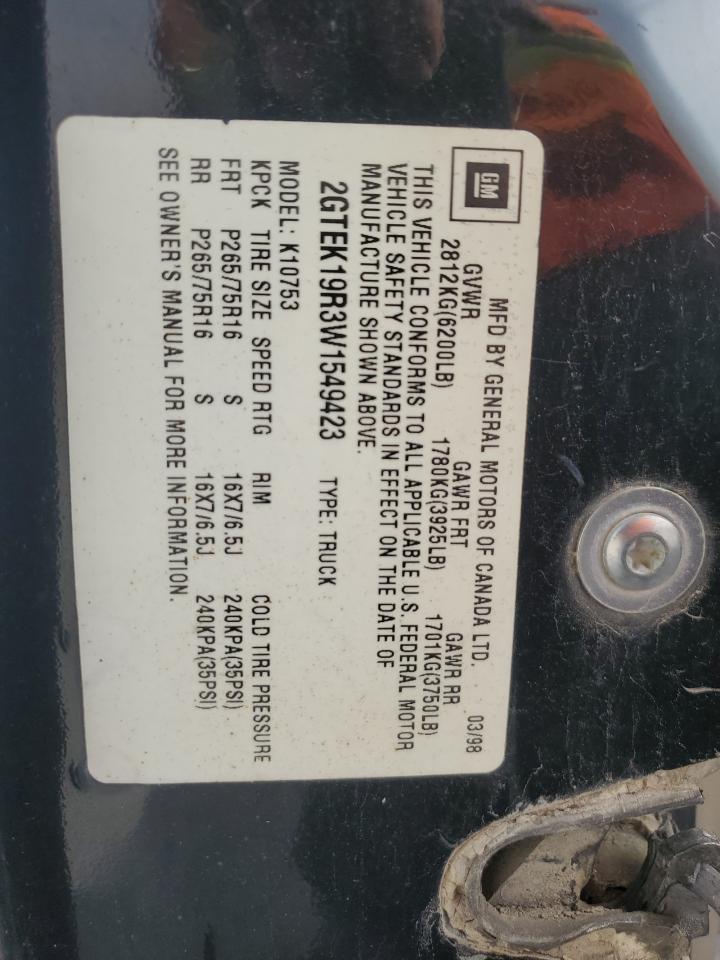 GM
MFD BY GENERAL MOTORS OF CANADA LTD.
03/98
GVWR GAWR FRT GAWR RR
2812KG(6200LB) 1780KG(3925LB) 1701KG(3750LB)
THIS VEHICLE CONFORMS TO ALL APPLICABLE U.S. FEDERAL MOTOR
VEHICLE SAFETY STANDARDS IN EFFECT ON THE DATE OF
MANUFACTURE SHOWN ABOVE.
2GTEK19R3W1549423 TYPE: TRUCK
MODEL: K10753
KPCK TIRE SIZE SPEED RTG RIM COLD TIRE PRESSURE
FRT P265/75R16 S 16X7/6.5J 240KPA(35PSI)
RR P265/75R16 S 16X7/6.5J 240KPA(35PSI)
SEE OWNER'S MANUAL FOR MORE INFORMATION.